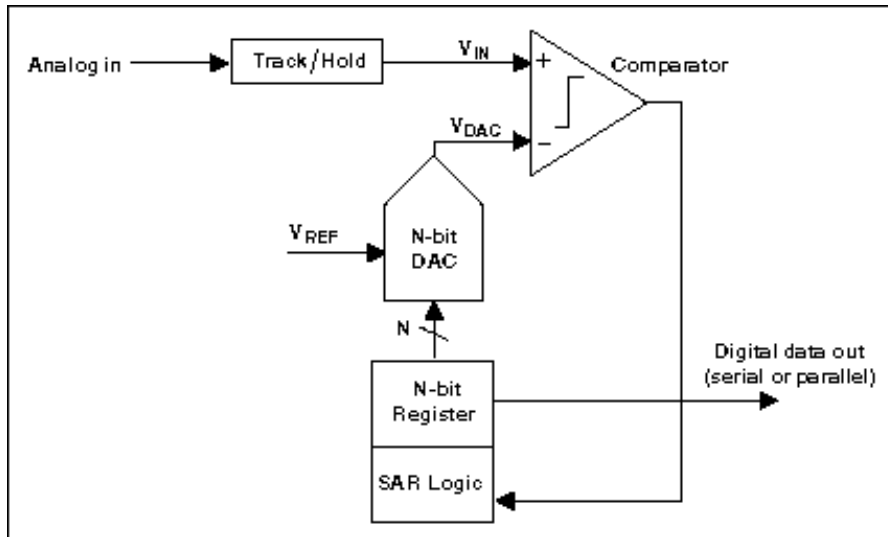 Analog in
Track/Hold
VIN
+
Comparator
VDAC
−
VREF
N-bit
DAC
N
N-bit
Register
SAR Logic
Digital data out
(serial or parallel)